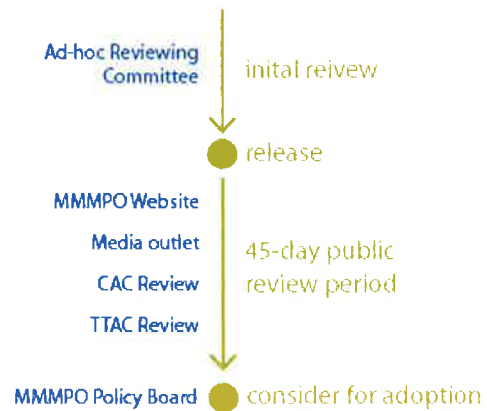 Ad-hoc Reviewing
Committee
inital reivew
release
MMMPO Website
Media outlet
CAC Review
TTAC Review
45-day public
review period
MMMPO Policy Board
consider for adoption